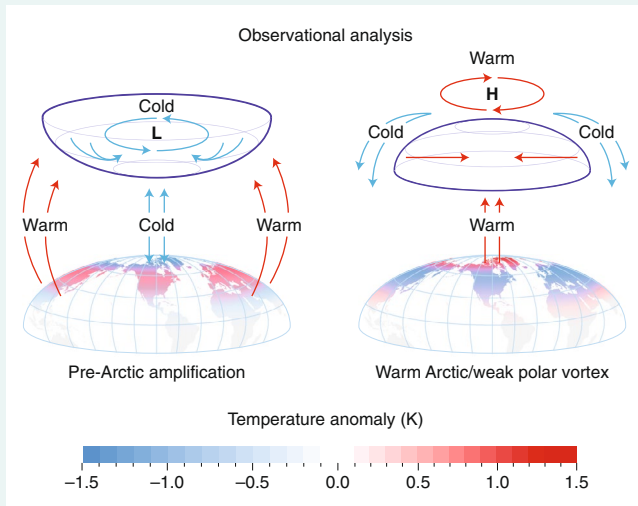 Observational analysis
Cold
L
Warm
Cold
Warm
Pre-Arctic amplification
Warm
H
Cold
Cold
Warm
Warm Arctic/weak polar vortex
Temperature anomaly (K)
−1.5 −1.0 −0.5 0.0 0.5 1.0 1.5